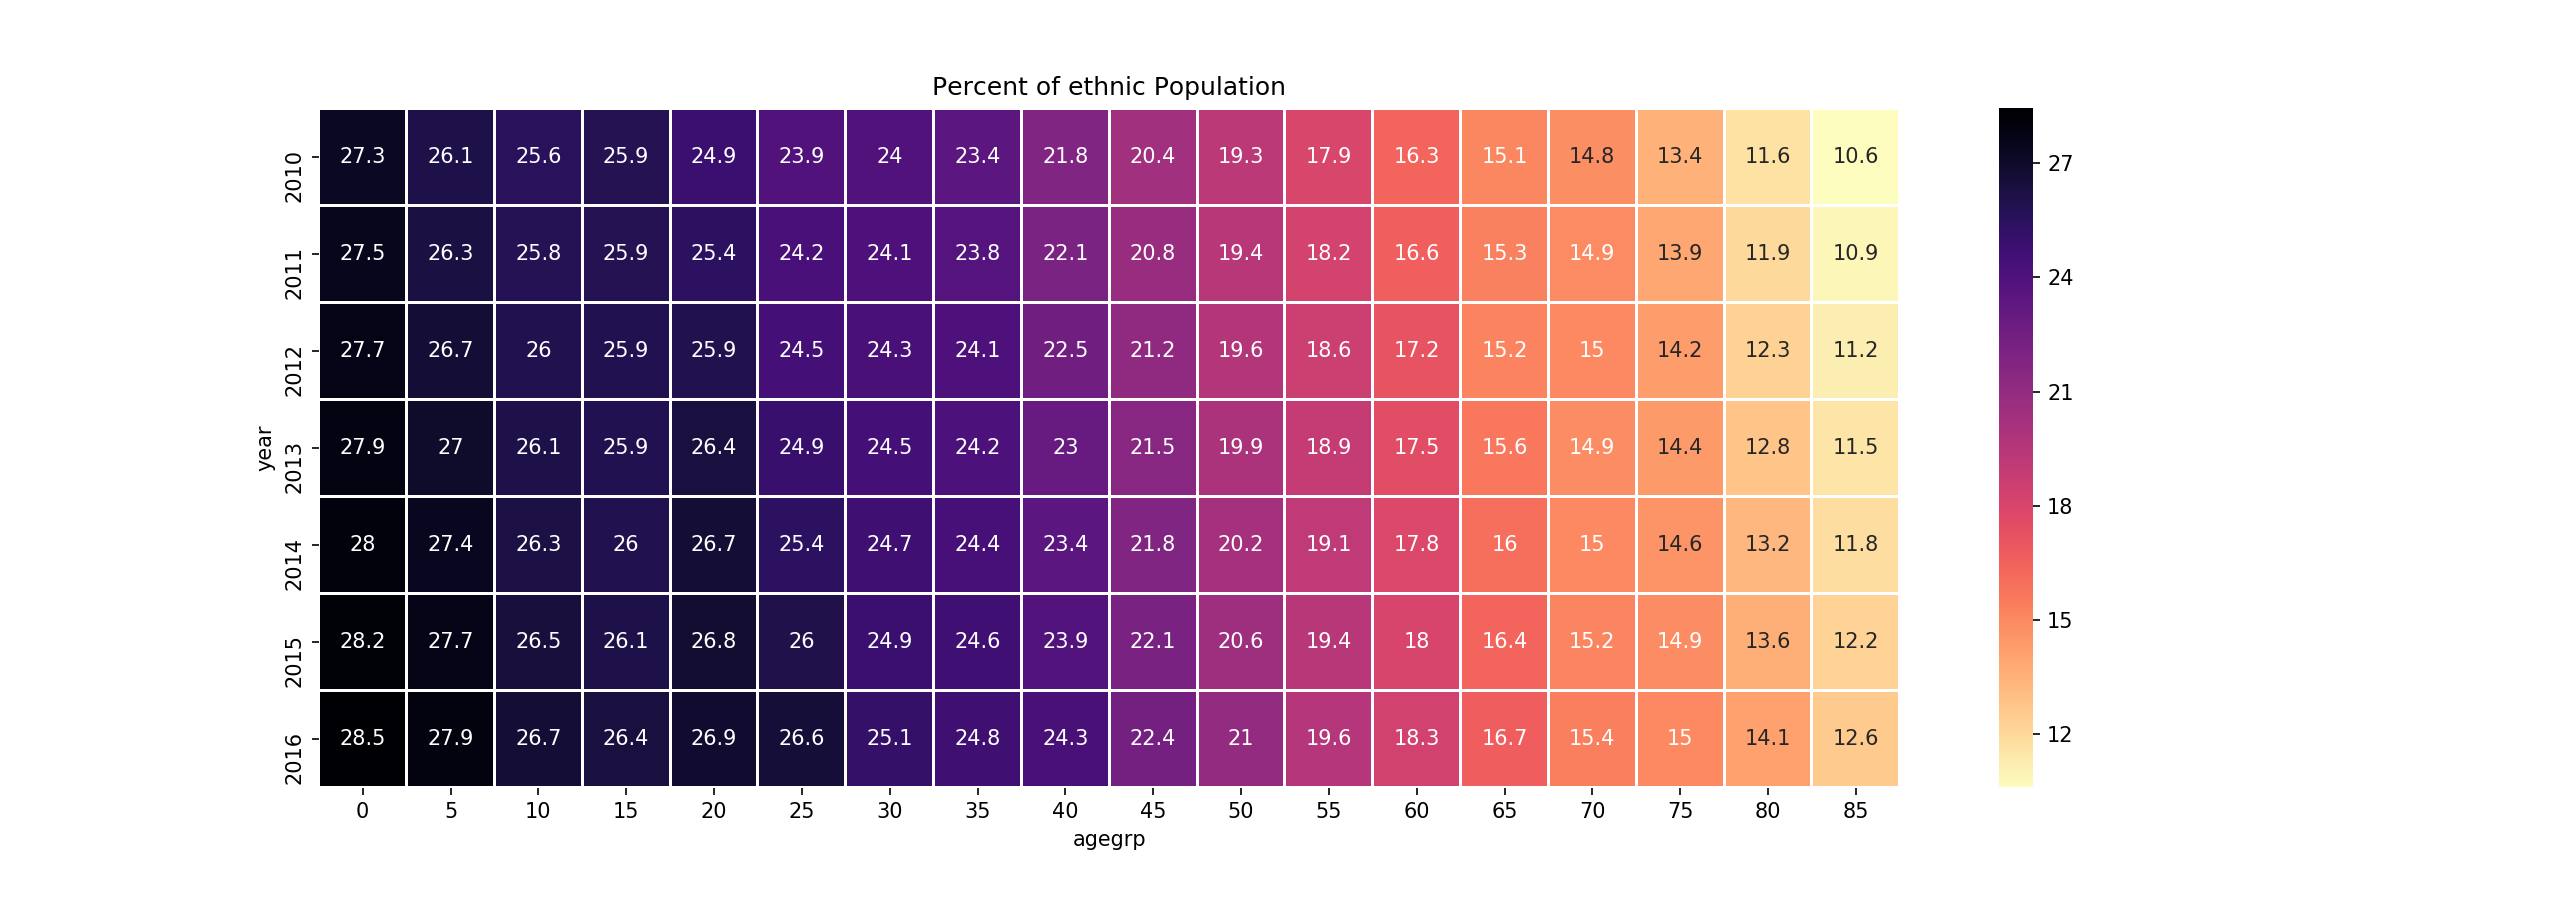 Percent of ethnic Population
2010 27.3 26.1 25.6 25.9 24.9 23.9 24 23.4 21.8 20.4 19.3 17.9 16.3 15.1 14.8 13.4 11.6 10.6
2011 27.5 26.3 25.8 25.9 25.4 24.2 24.1 23.8 22.1 20.8 19.4 18.2 16.6 15.3 14.9 13.9 11.9 10.9
2012 27.7 26.7 26 25.9 25.9 24.5 24.3 24.1 22.5 21.2 19.6 18.6 17.2 15.2 15 14.2 12.3 11.2
2013 27.9 27 26.1 25.9 26.4 24.9 24.5 24.2 23 21.5 19.9 18.9 17.5 15.6 14.9 14.4 12.8 11.5
2014 28 27.4 26.3 26 26.7 25.4 24.7 24.4 23.4 21.8 20.2 19.1 17.8 16 15 14.6 13.2 11.8
2015 28.2 27.7 26.5 26.1 26.8 26 24.9 24.6 23.9 22.1 20.6 19.4 18 16.4 15.2 14.9 13.6 12.2
2016 28.5 27.9 26.7 26.4 26.9 26.6 25.1 24.8 24.3 22.4 21 19.6 18.3 16.7 15.4 15 14.1 12.6
year
0 5 10 15 20 25 30 35 40 45 50 55 60 65 70 75 80 85
agegrp
27
24
21
18
15
12